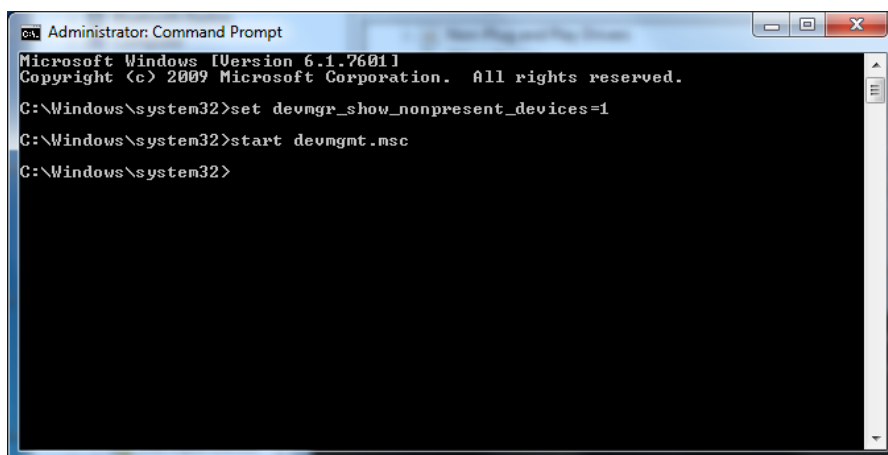 Administrator: Command Prompt
Microsoft Windows [Version 6.1.7601]
Copyright (c) 2009 Microsoft Corporation.  All rights reserved.
C:\Windows\system32>set devmgr_show_nonpresent_devices=1
C:\Windows\system32>start devmgmt.msc
C:\Windows\system32>